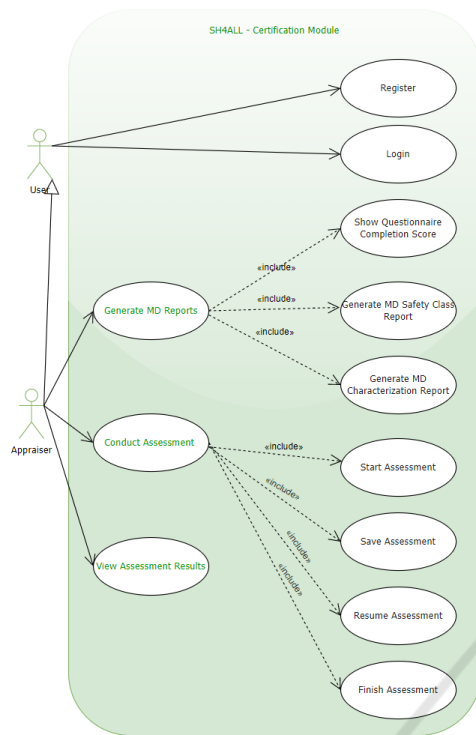 SH4ALL - Certification Module
Register
Login
User
Show Questionnaire
Completion Score
«include»
Generate MD Reports
«include»
Generate MD Safety Class
Report
«include»
Generate MD
Characterization Report
Appraiser
Conduct Assessment
«include»
Start Assessment
«include»
Save Assessment
«include»
View Assessment Results
«include»
Resume Assessment
Finish Assessment